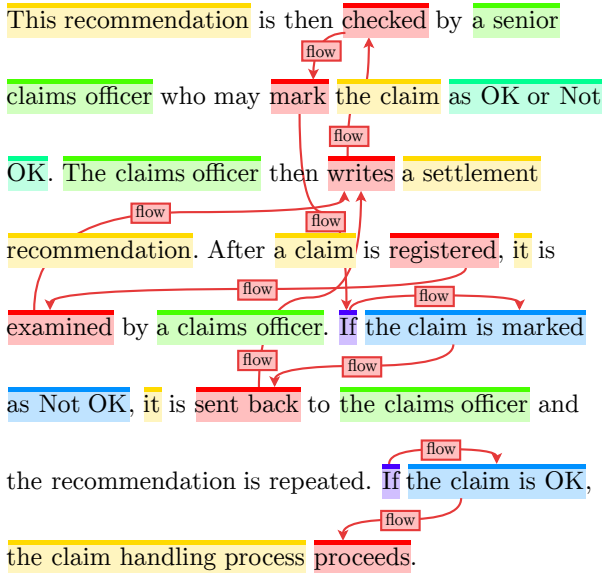 This recommendation is then checked by a senior
flow
claims officer who may mark the claim as OK or Not
flow
OK. The claims officer then writes a settlement
flow
flow
recommendation. After a claim is registered, it is
flow
flow
examined by a claims officer. If the claim is marked
flow
as Not OK, it is sent back to the claims officer and
flow
the recommendation is repeated. If the claim is OK,
flow
the claim handling process proceeds.